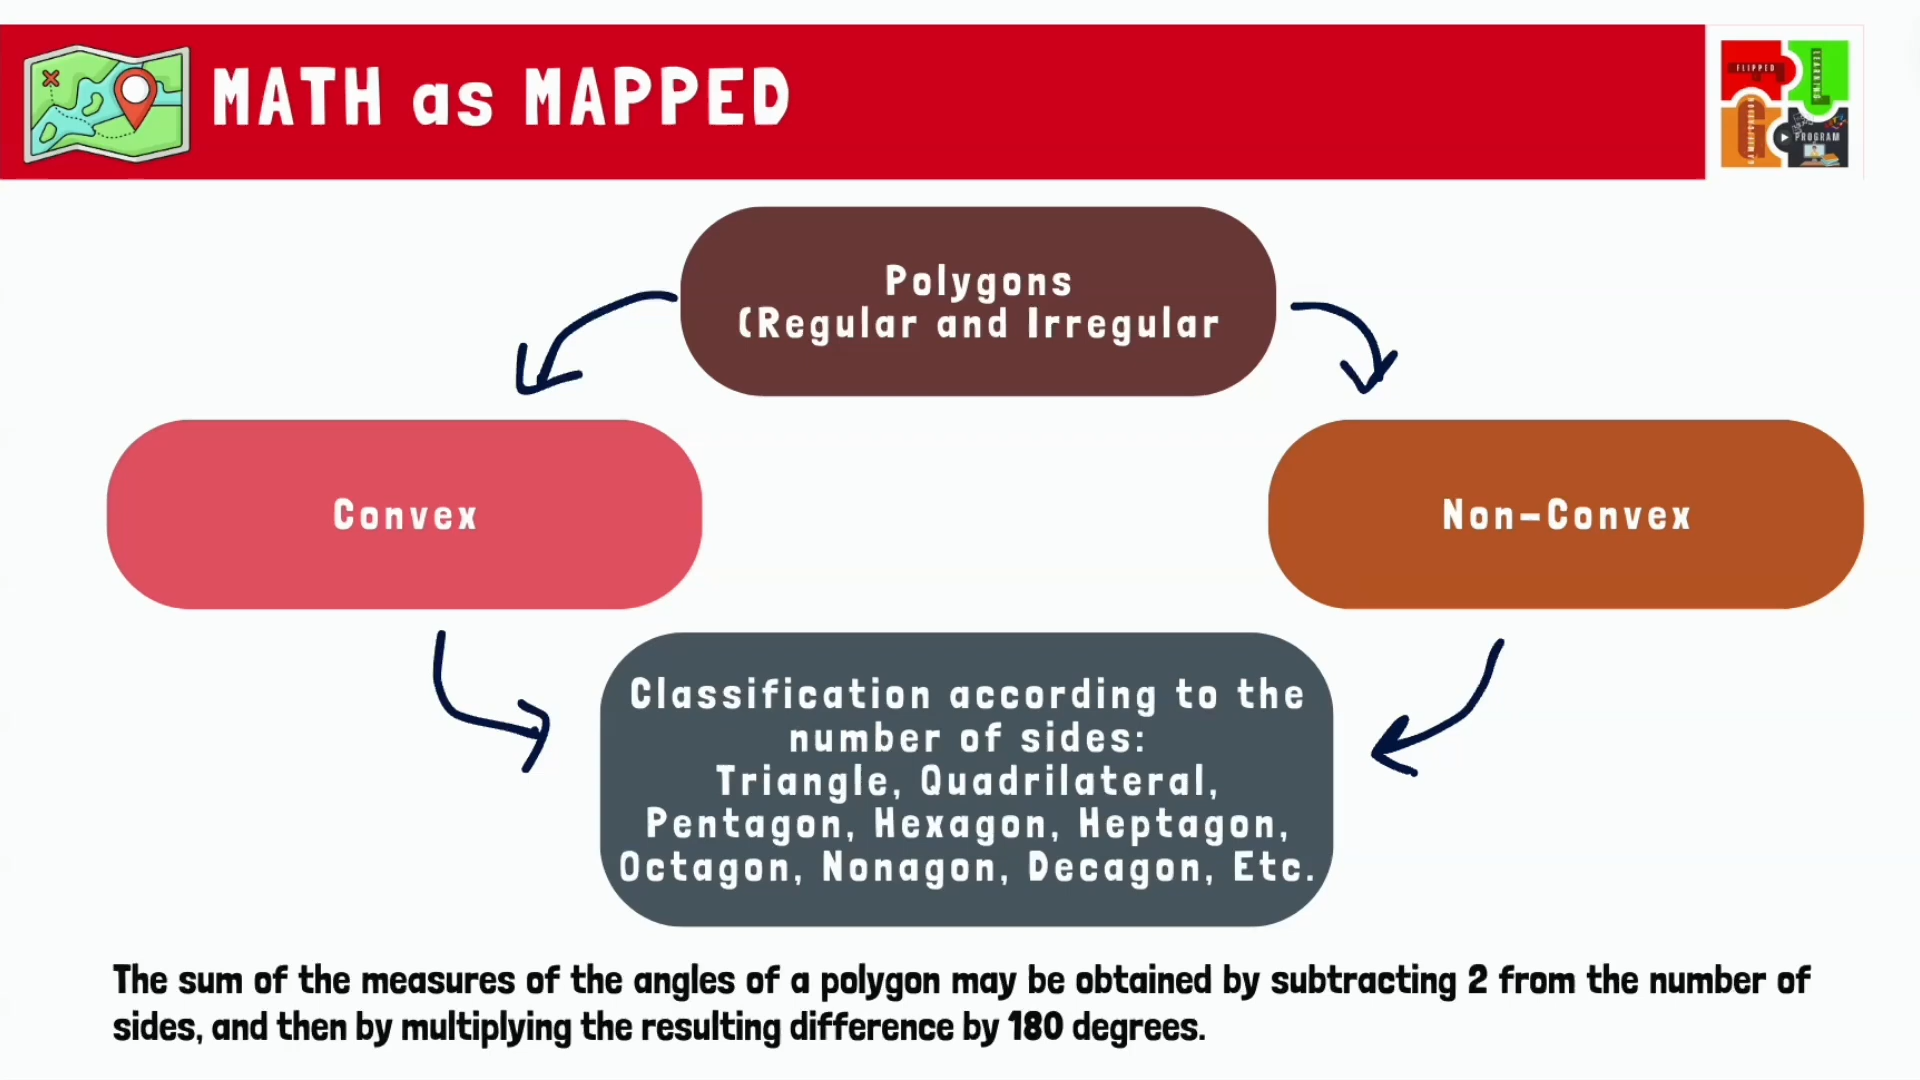 MATH as MAPPED
FLIPPED
PROGRAM
Polygons
(Regular and Irregular
Convex
Non-Convex
Classification according to the
number of sides:
Triangle, Quadrilateral,
Pentagon, Hexagon, Heptagon,
Octagon, Nonagon, Decagon, Etc.
The sum of the measures of the angles of a polygon may be obtained by subtracting 2 from the number of
sides, and then by multiplying the resulting difference by 180 degrees.